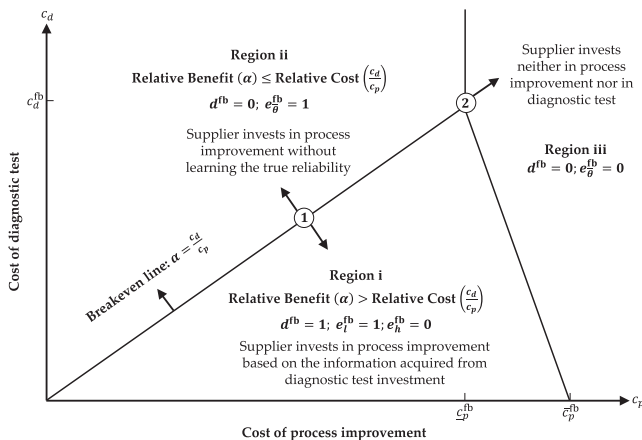 c_d
Region ii
Relative Benefit (α) ≤ Relative Cost (c_d/c_p)
d^fb = 0; e_θ̄^fb = 1
Supplier invests in process
improvement without
learning the true reliability
Supplier invests
neither in process
improvement nor in
diagnostic test
Region iii
d^fb = 0; e_θ̄^fb = 0
c_d^fb
2
1
Cost of diagnostic test
Breakeven line: α = c_d/c_p
Region i
Relative Benefit (α) > Relative Cost (c_d/c_p)
d^fb = 1; e_l^fb = 1; e_h^fb = 0
Supplier invests in process improvement
based on the information acquired from
diagnostic test investment
c̲_p^fb
c̄_p^fb
c_p
Cost of process improvement